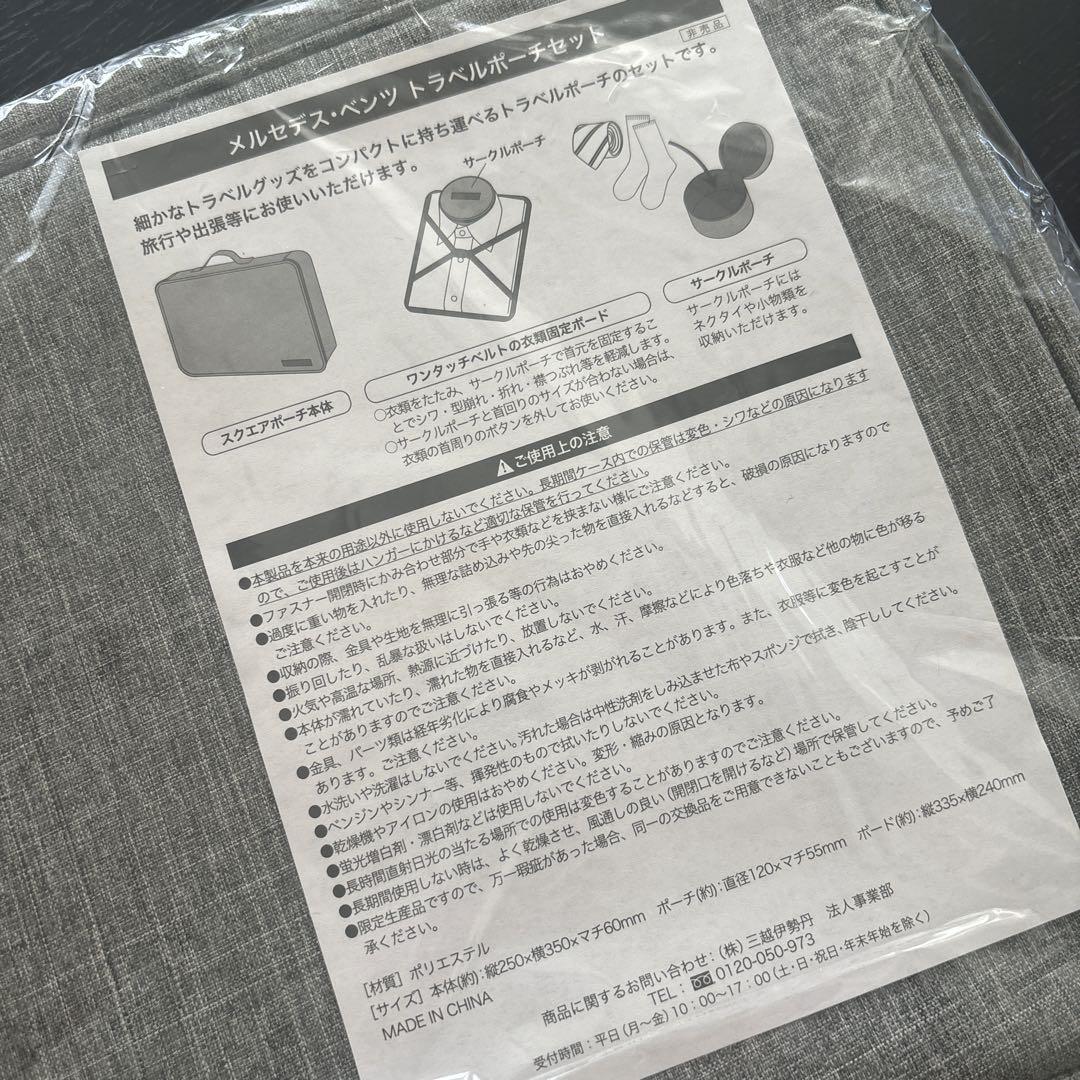 メルセデス・ベンツ トラベルポーチセット
非売品
細かなトラベルグッズをコンパクトに持ち運べるトラベルポーチのセットです。
旅行や出張等にお使いいただけます。
サークルポーチ
スクエアポーチ本体
ワンタッチベルトの衣類固定ボード
○衣類をたたみ、サークルポーチで首元を固定するこ
とでシワ・型崩れ・折れ・襟つぶれ等を軽減します。
○サークルポーチと首回りのサイズが合わない場合は、
衣類の首周りのボタンを外してお使いください。
サークルポーチ
サークルポーチには
ネクタイや小物類を
収納いただけます。
⚠ご使用上の注意
●本製品を本来の用途以外に使用しないでください。長期間ケース内での保管は変色・シワなどの原因になります
ので、ご使用後はハンガーにかけるなど適切な保管を行ってください。
●ファスナー開閉時にかみ合わせ部分で手や衣類などを挟まない様にご注意ください。
●過度に重い物を入れたり、無理な詰め込みや先の尖った物を直接入れるなどすると、破損の原因になりますので
ご注意ください。
●収納の際、金具や生地を無理に引っ張る等の行為はおやめください。
●振り回したり、乱暴な扱いはしないでください。
●火気や高温な場所、熱源に近づけたり、放置しないでください。
●本体が濡れていたり、濡れた物を直接入れるなど、水、汗、摩擦などにより色落ちや衣服など他の物に色が移る
ことがありますのでご注意ください。
●金具、パーツ類は経年劣化により腐食やメッキが剥がれることがあります。また、衣服等に変色を起こすことが
あります。ご注意ください。
●水洗いや洗濯はしないでください。汚れた場合は中性洗剤をしみ込ませた布やスポンジで拭き、陰干ししてください。
●ベンジンやシンナー等、揮発性のもので拭いたりしないでください。
●乾燥機やアイロンの使用はおやめください。変形・縮みの原因となります。
●蛍光増白剤・漂白剤などは使用しないでください。
●長時間直射日光の当たる場所での使用は変色することがありますのでご注意ください。
●長期間使用しない時は、よく乾燥させ、風通しの良い（開閉口を開けるなど）場所で保管してください。
●限定生産品ですので、万一瑕疵があった場合、同一の交換品をご用意できないこともございますので、予めご了
承ください。
［材質］ポリエステル
［サイズ］本体(約):縦250×横350×マチ60mm ポーチ(約):直径120×マチ55mm ボード(約):縦335×横240mm
MADE IN CHINA
商品に関するお問い合わせ：（株）三越伊勢丹 法人事業部
TEL： 0120-050-973
受付時間：平日（月〜金）10：00〜17：00（土・日・祝日・年末年始を除く）